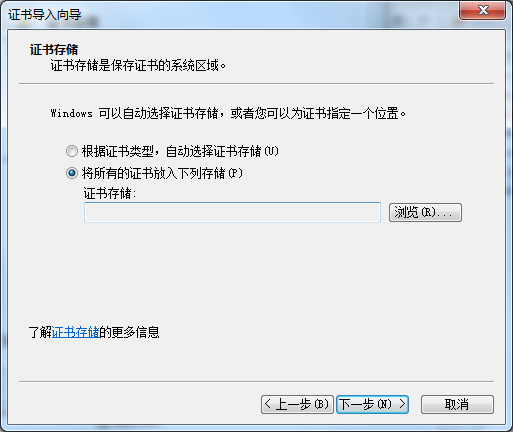 证书导入向导
证书存储
证书存储是保存证书的系统区域。
Windows 可以自动选择证书存储，或者您可以为证书指定一个位置。
根据证书类型，自动选择证书存储(U)
将所有的证书放入下列存储(P)
证书存储:
浏览(R)...
了解证书存储的更多信息
< 上一步(B) 下一步(N) > 取消